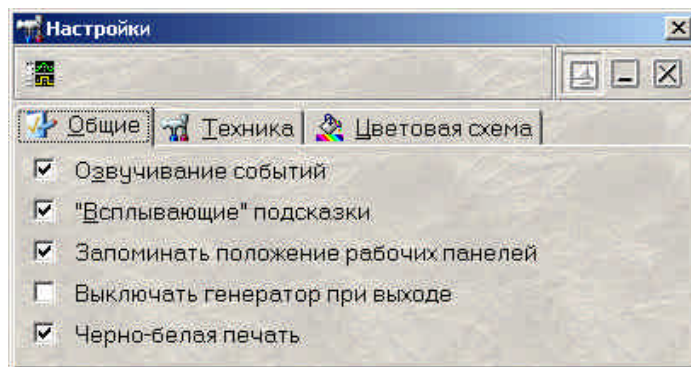 Настройки
Общие Техника Цветовая схема
Озвучивание событий
"Всплывающие" подсказки
Запоминать положение рабочих панелей
Выключать генератор при выходе
Черно-белая печать